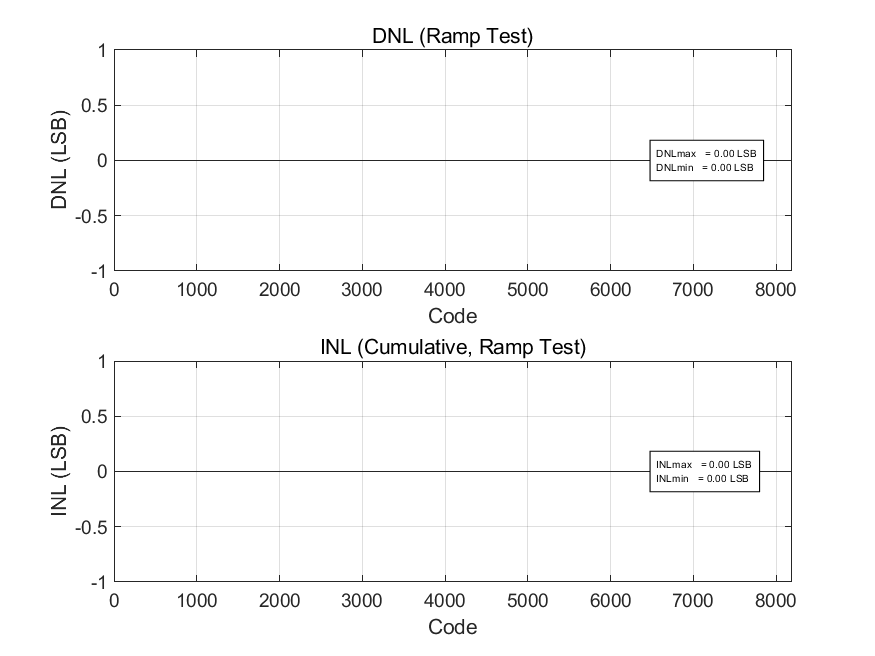 DNL (Ramp Test)
1
0.5
0
-0.5
-1
DNL (LSB)
DNLmax = 0.00 LSB
DNLmin = 0.00 LSB
0 1000 2000 3000 4000 5000 6000 7000 8000
Code
INL (Cumulative, Ramp Test)
1
0.5
0
-0.5
-1
INL (LSB)
INLmax = 0.00 LSB
INLmin = 0.00 LSB
0 1000 2000 3000 4000 5000 6000 7000 8000
Code